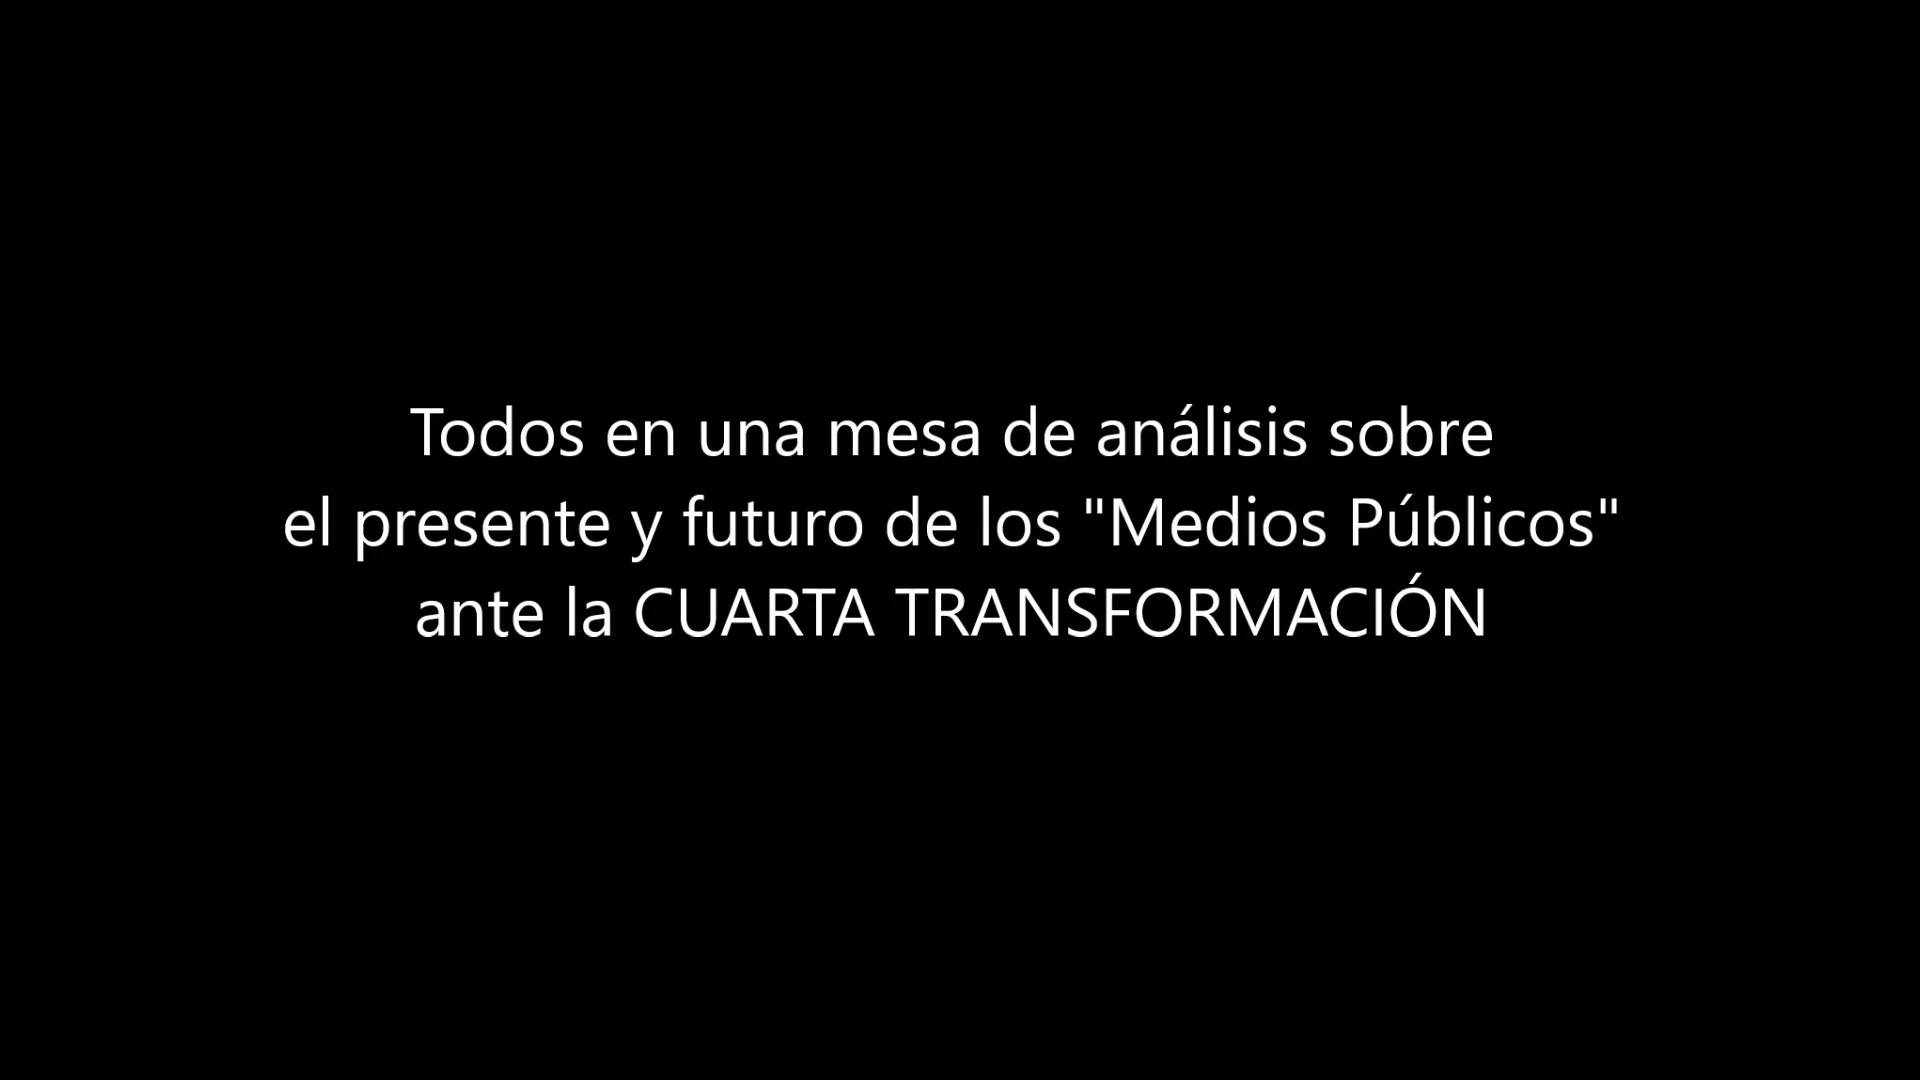 Todos en una mesa de análisis sobre
el presente y futuro de los "Medios Públicos"
ante la CUARTA TRANSFORMACIÓN